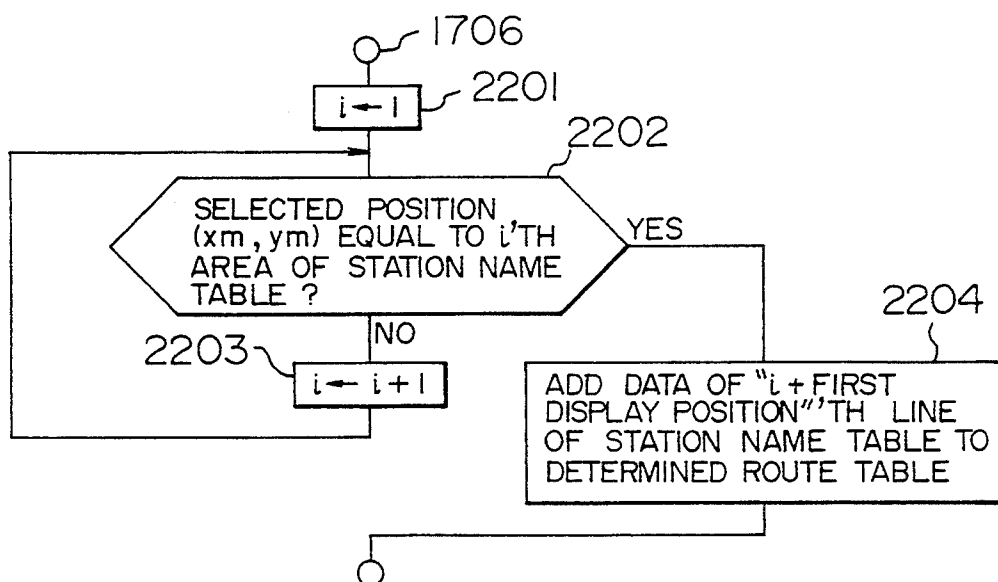 1706
i ← 1
2201
2202
SELECTED POSITION
(xm, ym) EQUAL TO i'TH
AREA OF STATION NAME
TABLE ?
YES
NO
2203
i ← i + 1
2204
ADD DATA OF "i + FIRST
DISPLAY POSITION"'TH LINE
OF STATION NAME TABLE TO
DETERMINED ROUTE TABLE